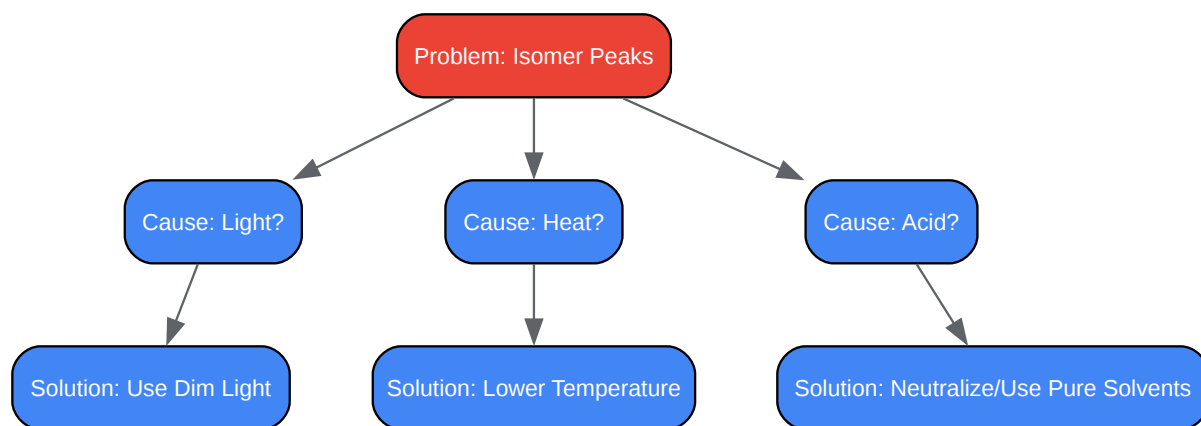 Problem: Isomer Peaks
Cause: Light?
Cause: Heat?
Cause: Acid?
Solution: Use Dim Light
Solution: Lower Temperature
Solution: Neutralize/Use Pure Solvents